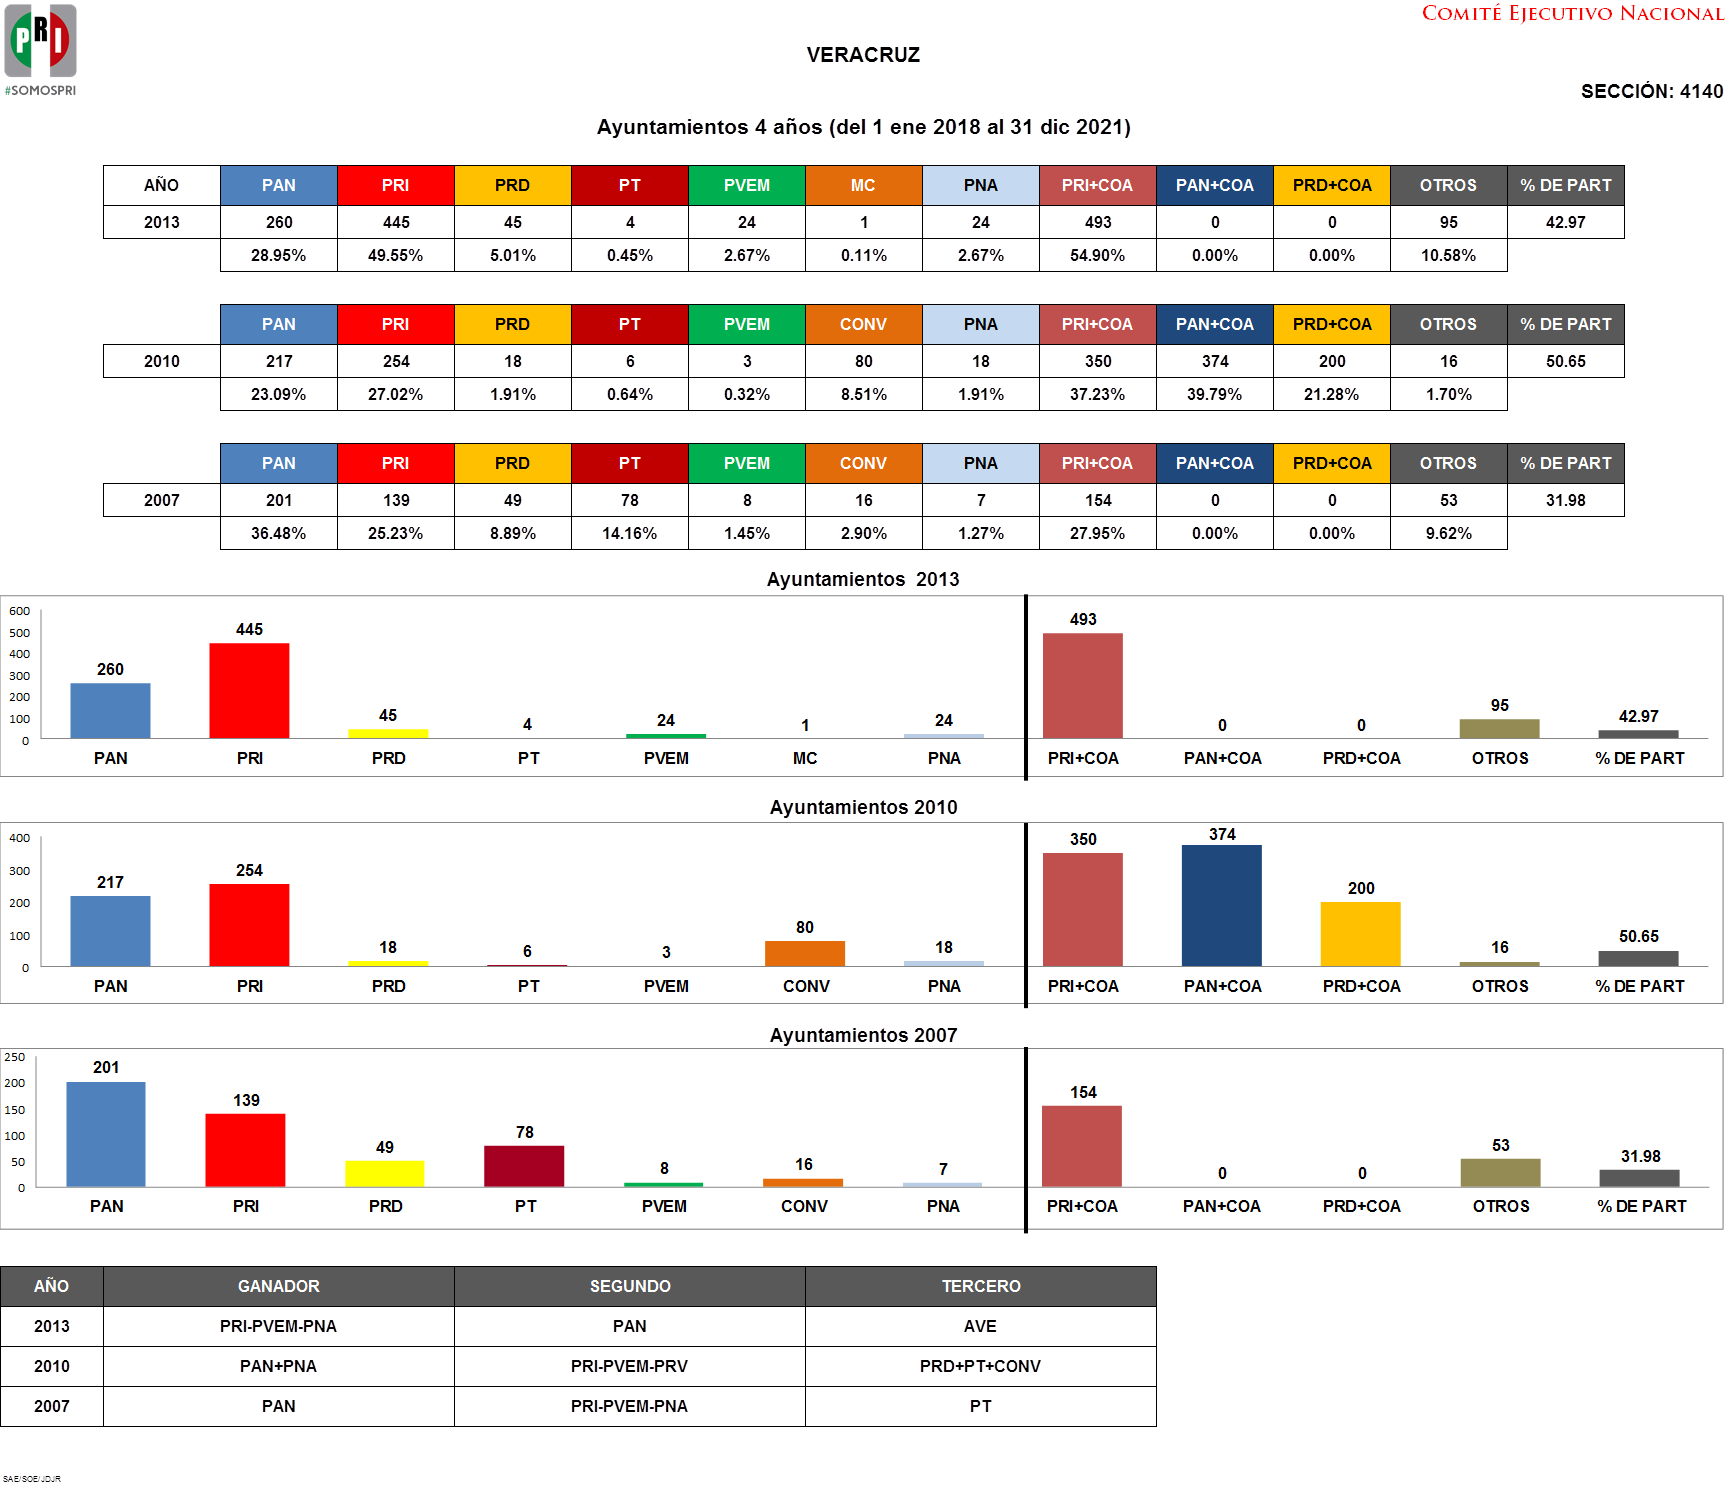 COMITÉ EJECUTIVO NACIONAL
PRI
#SOMOSPRI
VERACRUZ
SECCIÓN: 4140
Ayuntamientos 4 años (del 1 ene 2018 al 31 dic 2021)
AÑO PAN PRI PRD PT PVEM MC PNA PRI+COA PAN+COA PRD+COA OTROS % DE PART
2013 260 445 45 4 24 1 24 493 0 0 95 42.97
28.95% 49.55% 5.01% 0.45% 2.67% 0.11% 2.67% 54.90% 0.00% 0.00% 10.58%
PAN PRI PRD PT PVEM CONV PNA PRI+COA PAN+COA PRD+COA OTROS % DE PART
2010 217 254 18 6 3 80 18 350 374 200 16 50.65
23.09% 27.02% 1.91% 0.64% 0.32% 8.51% 1.91% 37.23% 39.79% 21.28% 1.70%
PAN PRI PRD PT PVEM CONV PNA PRI+COA PAN+COA PRD+COA OTROS % DE PART
2007 201 139 49 78 8 16 7 154 0 0 53 31.98
36.48% 25.23% 8.89% 14.16% 1.45% 2.90% 1.27% 27.95% 0.00% 0.00% 9.62%
Ayuntamientos 2013
600
500
400
300
200
100
0
260 445 45 4 24 1 24 493 0 0 95 42.97
PAN PRI PRD PT PVEM MC PNA PRI+COA PAN+COA PRD+COA OTROS % DE PART
Ayuntamientos 2010
400
300
200
100
0
217 254 18 6 3 80 18 350 374 200 16 50.65
PAN PRI PRD PT PVEM CONV PNA PRI+COA PAN+COA PRD+COA OTROS % DE PART
Ayuntamientos 2007
250
200
150
100
50
0
201 139 49 78 8 16 7 154 0 0 53 31.98
PAN PRI PRD PT PVEM CONV PNA PRI+COA PAN+COA PRD+COA OTROS % DE PART
AÑO GANADOR SEGUNDO TERCERO
2013 PRI-PVEM-PNA PAN AVE
2010 PAN+PNA PRI-PVEM-PRV PRD+PT+CONV
2007 PAN PRI-PVEM-PNA PT
SAE/SOE/JDJR